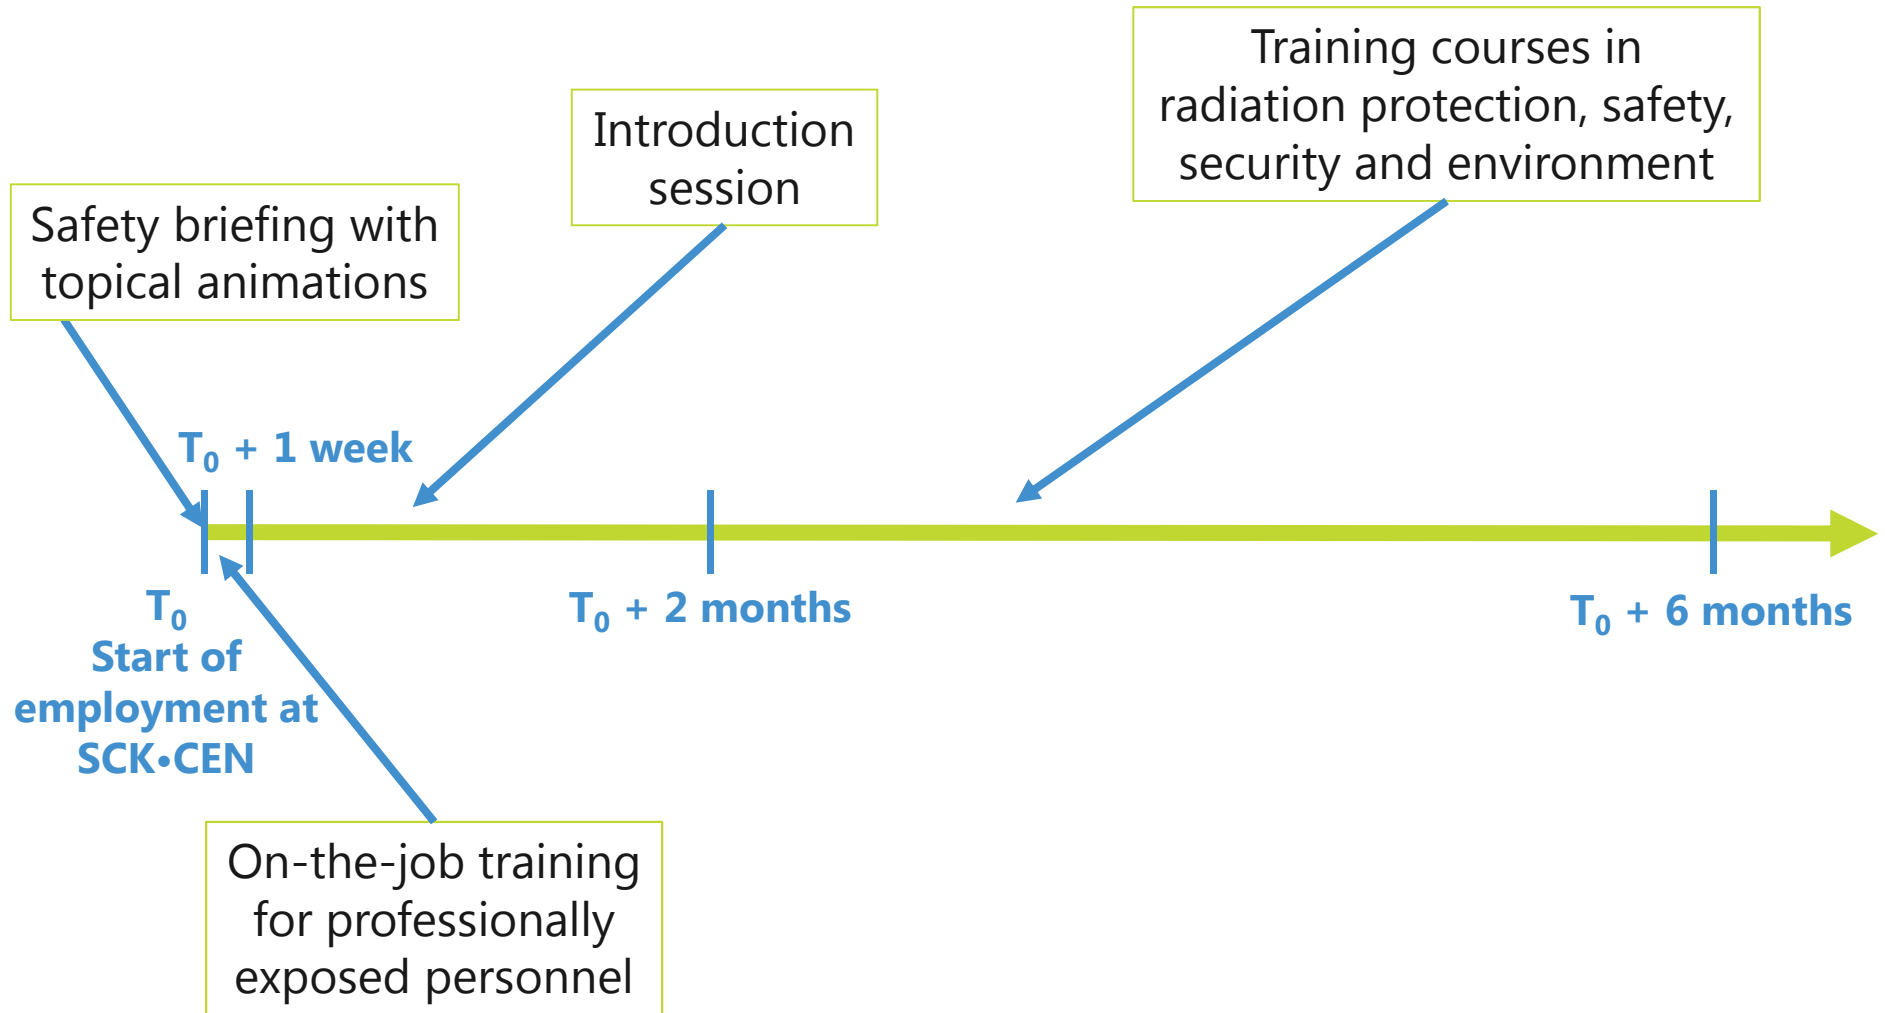 Training courses in
radiation protection, safety,
security and environment
Introduction
session
Safety briefing with
topical animations
T₀ + 1 week
T₀
Start of
employment at
SCK•CEN
T₀ + 2 months
T₀ + 6 months
On-the-job training
for professionally
exposed personnel